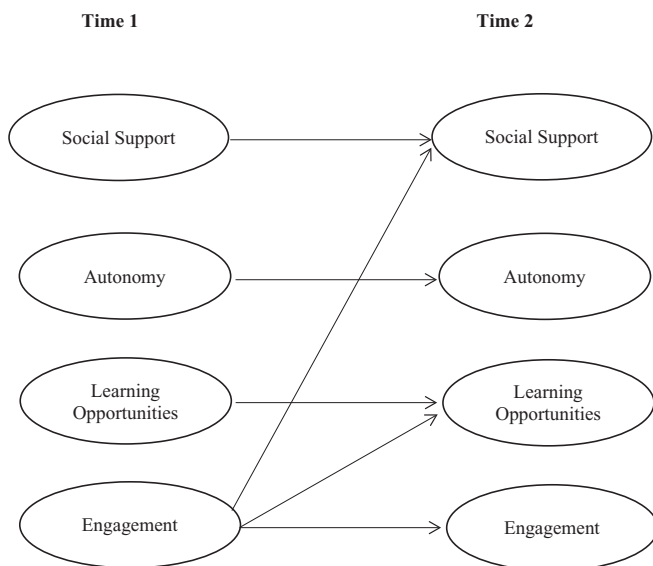 Time 1
Time 2
Social Support
Social Support
Autonomy
Autonomy
Learning
Opportunities
Learning
Opportunities
Engagement
Engagement